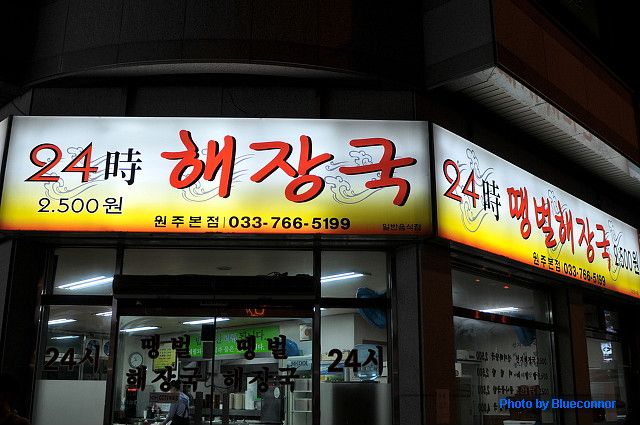 24時 해장국
2.500원
원주본점 | 033-766-5199
일반음식점
24時 땡벌해장국 2.500원
원주본점 033-766-5199
24시
땡벌 땡벌
해장국 해장국
24시
Photo by Blueconnor